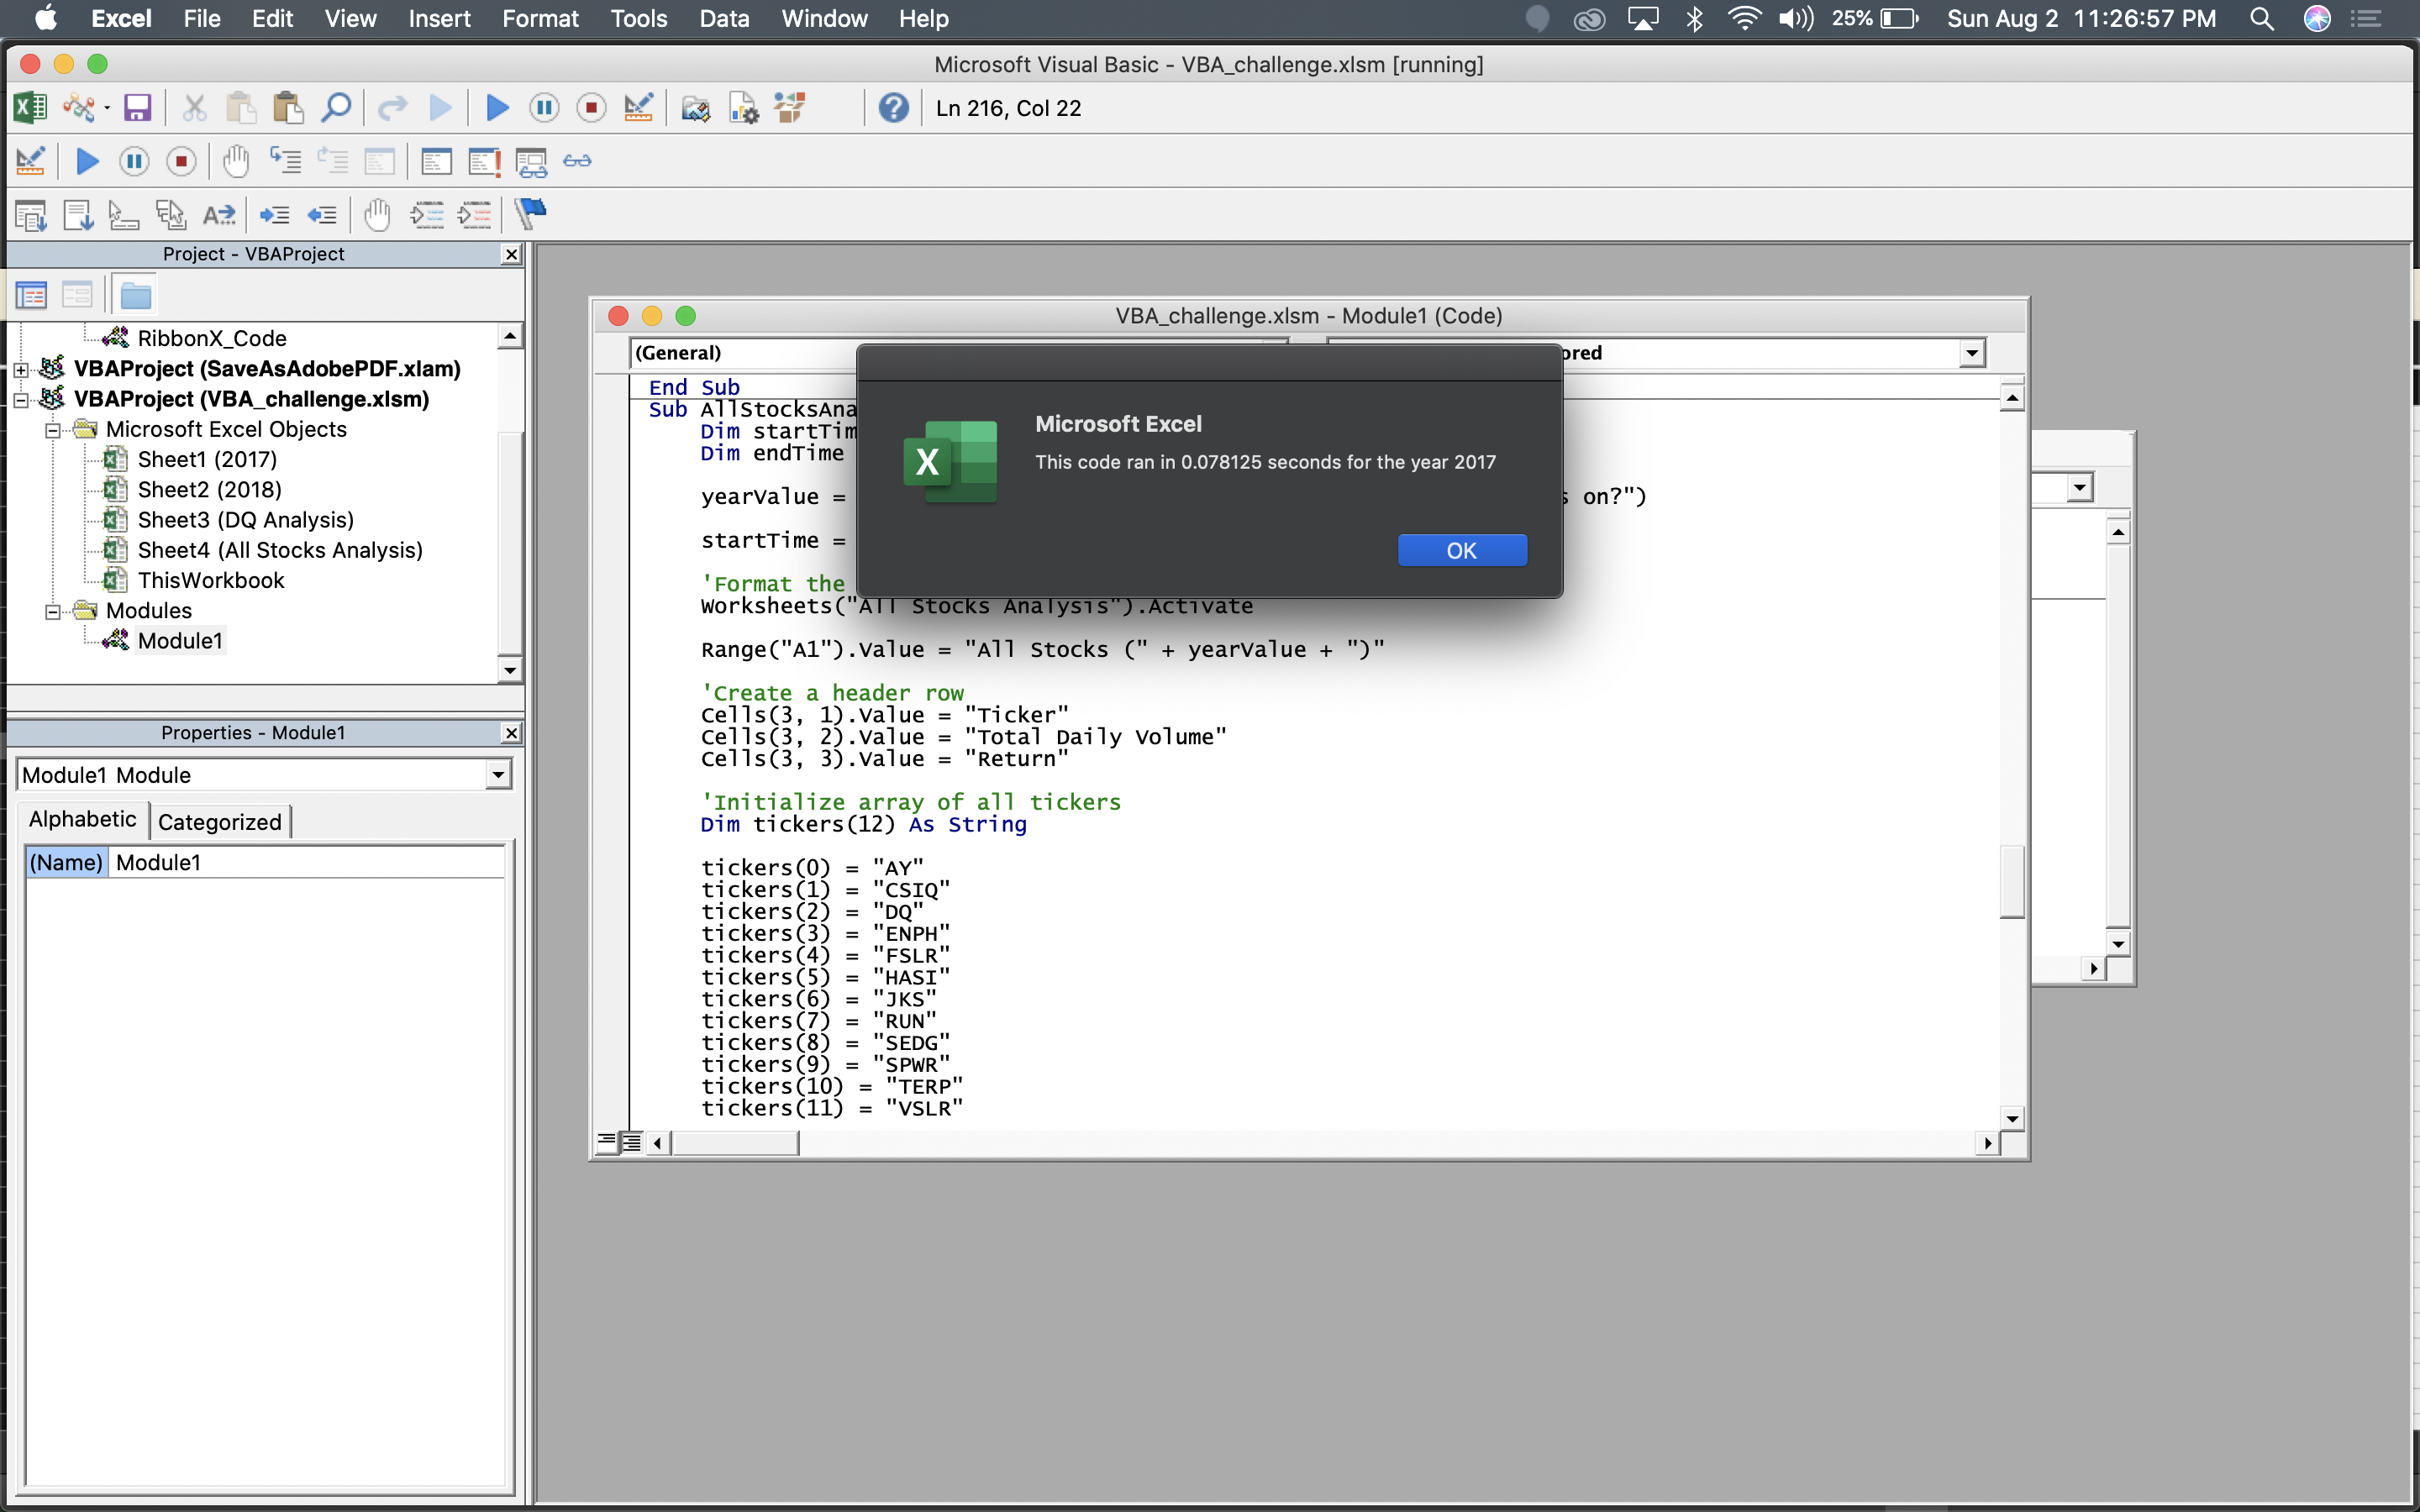 Excel File Edit View Insert Format Tools Data Window Help 25% Sun Aug 2 11:26:57 PM
Microsoft Visual Basic - VBA_challenge.xlsm [running]
Ln 216, Col 22
Project - VBAProject
RibbonX_Code
VBAProject (SaveAsAdobePDF.xlam)
VBAProject (VBA_challenge.xlsm)
Microsoft Excel Objects
Sheet1 (2017)
Sheet2 (2018)
Sheet3 (DQ Analysis)
Sheet4 (All Stocks Analysis)
ThisWorkbook
Modules
Module1
Properties - Module1
Module1 Module
Alphabetic Categorized
(Name) Module1
VBA_challenge.xlsm - Module1 (Code)
(General) ored
End Sub
Sub AllStocksAna
Dim startTim
Dim endTime
yearValue = s on?")
startTime =
'Format the
Worksheets("All Stocks Analysis").Activate
Range("A1").Value = "All Stocks (" + yearValue + ")"
'Create a header row
Cells(3, 1).Value = "Ticker"
Cells(3, 2).Value = "Total Daily Volume"
Cells(3, 3).Value = "Return"
'Initialize array of all tickers
Dim tickers(12) As String
tickers(0) = "AY"
tickers(1) = "CSIQ"
tickers(2) = "DQ"
tickers(3) = "ENPH"
tickers(4) = "FSLR"
tickers(5) = "HASI"
tickers(6) = "JKS"
tickers(7) = "RUN"
tickers(8) = "SEDG"
tickers(9) = "SPWR"
tickers(10) = "TERP"
tickers(11) = "VSLR"
Microsoft Excel
This code ran in 0.078125 seconds for the year 2017
OK